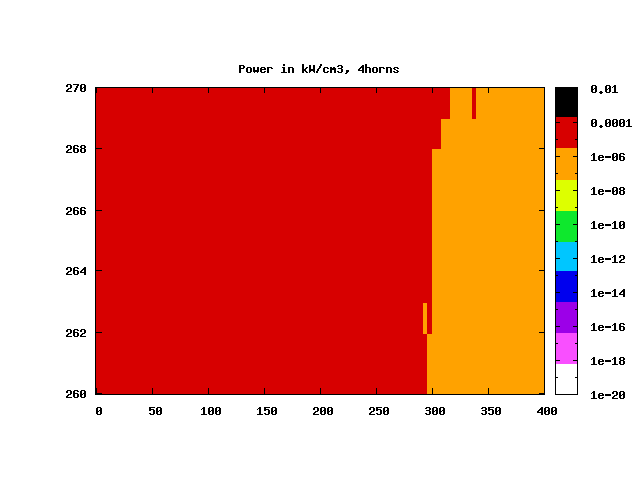 Power in kW/cm3, 4horns
270
268
266
264
262
260
0 50 100 150 200 250 300 350 400
0.01
0.0001
1e-06
1e-08
1e-10
1e-12
1e-14
1e-16
1e-18
1e-20